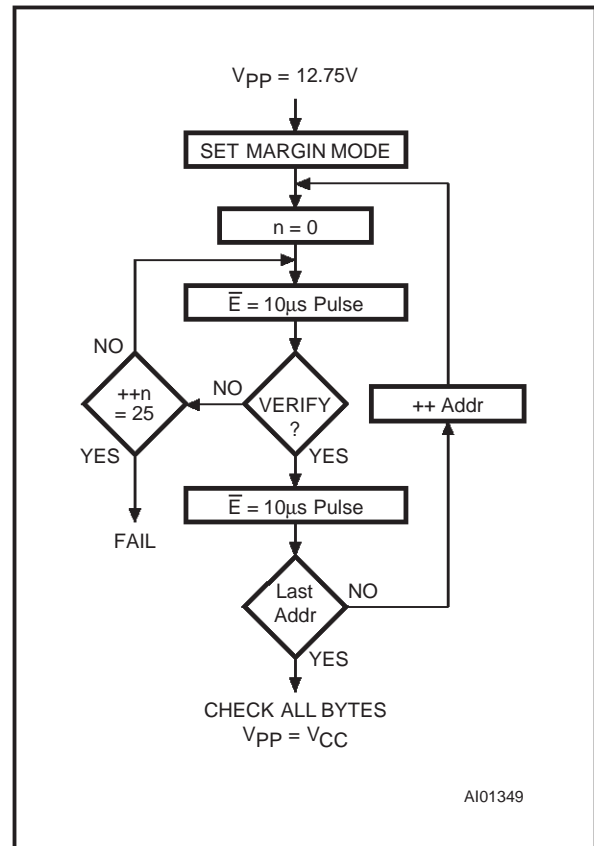 VPP = 12.75V
SET MARGIN MODE
n = 0
E̅ = 10µs Pulse
NO
++n
= 25
NO
VERIFY
?
++ Addr
YES
YES
E̅ = 10µs Pulse
FAIL
Last
Addr
NO
YES
CHECK ALL BYTES
VPP = VCC
AI01349